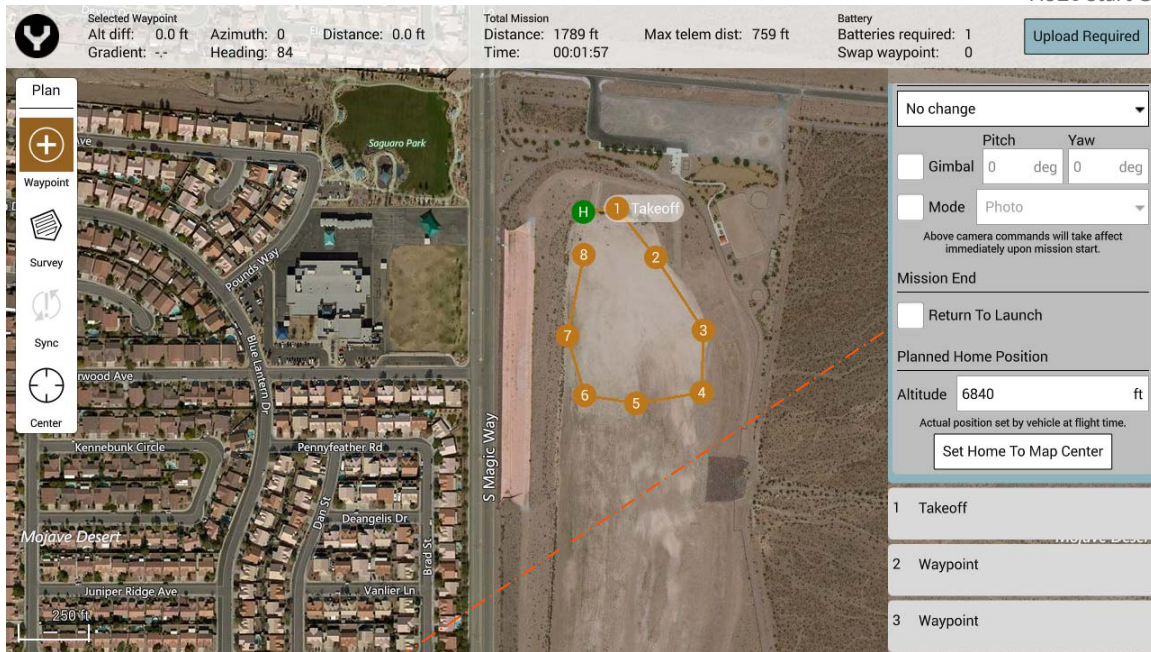 Selected Waypoint
Alt diff: 0.0 ft Azimuth: 0 Distance: 0.0 ft
Gradient: -.- Heading: 84
Total Mission
Distance: 1789 ft Max telem dist: 759 ft
Time: 00:01:57
Battery
Batteries required: 1
Swap waypoint: 0
Upload Required
Plan
Waypoint
Survey
Sync
Center
Saguaro Park
Pounds Way
Blue Lantern Dr
Kennebunk Circle
Pennyfeather Rd
Dan St
Deangelis Dr
Brad St
Mojave Desert
Juniper Ridge Ave
Vanlier Ln
250 ft
S Magic Way
H
1 Takeoff
2
3
4
5
6
7
8
No change
Pitch Yaw
Gimbal 0 deg 0 deg
Mode Photo
Above camera commands will take affect
immediately upon mission start.
Mission End
Return To Launch
Planned Home Position
Altitude 6840 ft
Actual position set by vehicle at flight time.
Set Home To Map Center
1 Takeoff
2 Waypoint
3 Waypoint